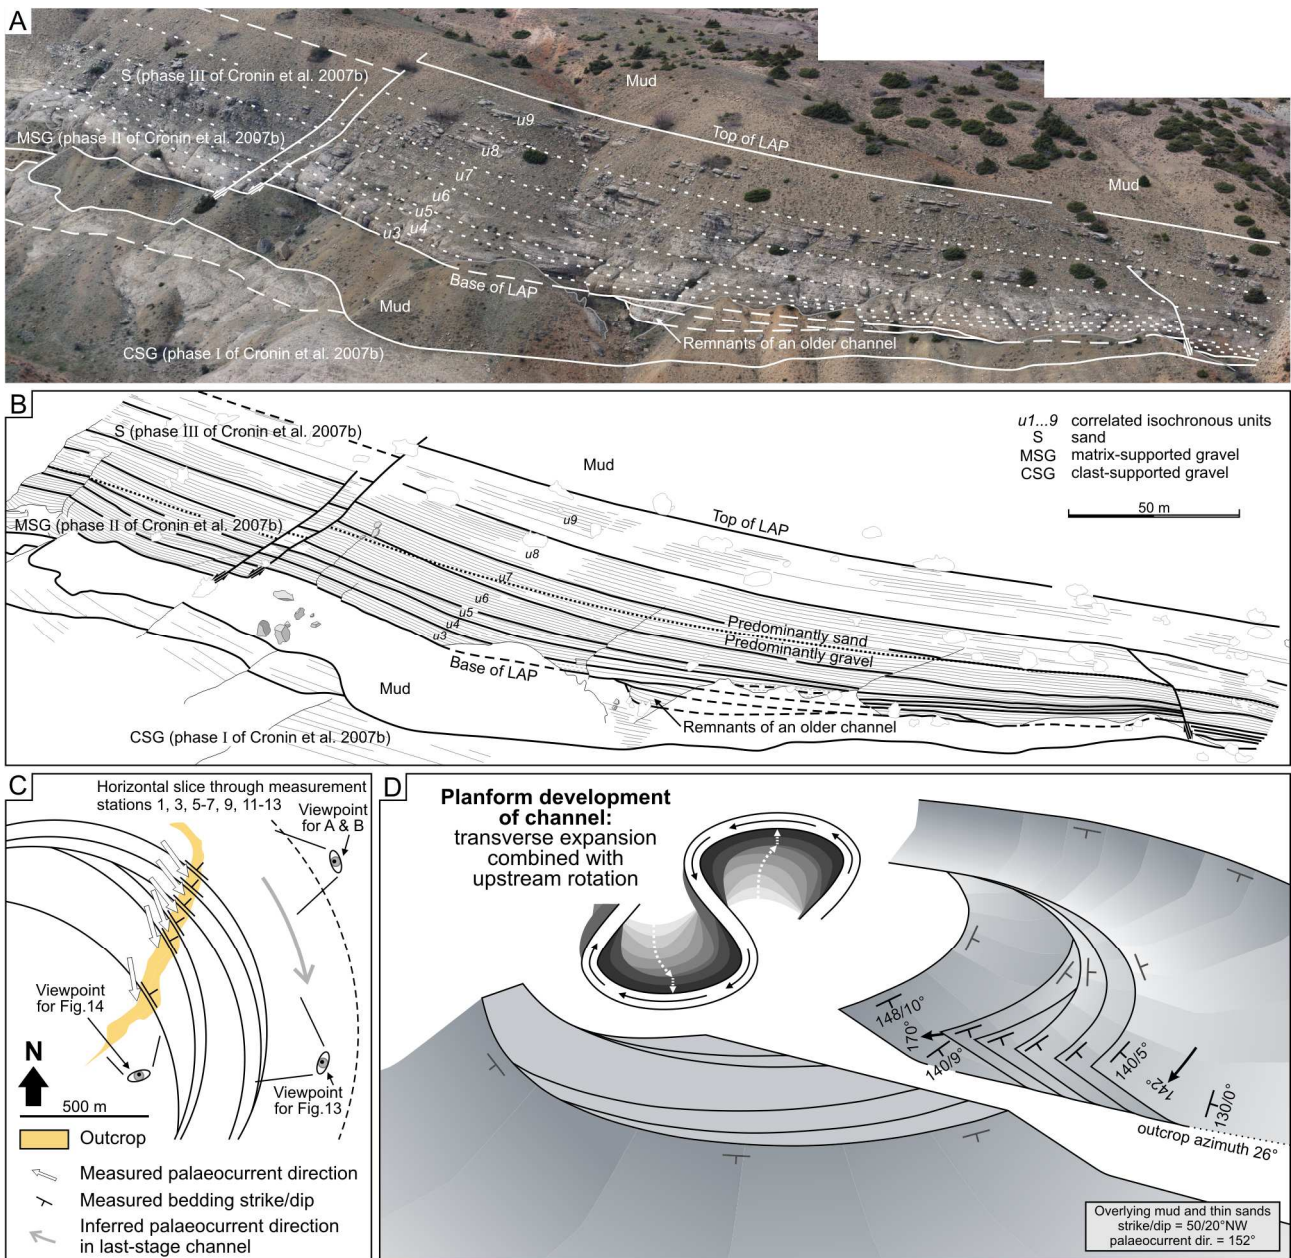 A
S (phase III of Cronin et al. 2007b)
MSG (phase II of Cronin et al. 2007b)
u9
u8
u7
u6
u5
u4
u3
Mud
Top of LAP
Mud
Base of LAP
Mud
Remnants of an older channel
CSG (phase I of Cronin et al. 2007b)
B
S (phase III of Cronin et al. 2007b)
MSG (phase II of Cronin et al. 2007b)
Mud
Top of LAP
u1...9 correlated isochronous units
S sand
MSG matrix-supported gravel
CSG clast-supported gravel
50 m
u9
u8
u7
u6
u5
u4
u3
Predominantly sand
Predominantly gravel
Base of LAP
Mud
Remnants of an older channel
CSG (phase I of Cronin et al. 2007b)
C
Horizontal slice through measurement
stations 1, 3, 5-7, 9, 11-13
Viewpoint
for A & B
Viewpoint
for Fig.14
Viewpoint
for Fig.13
N
500 m
Outcrop
Measured palaeocurrent direction
Measured bedding strike/dip
Inferred palaeocurrent direction
in last-stage channel
D
Planform development
of channel:
transverse expansion
combined with
upstream rotation
148/10°
170°
140/9°
140/5°
142°
130/0°
outcrop azimuth 26°
Overlying mud and thin sands
strike/dip = 50/20°NW
palaeocurrent dir. = 152°